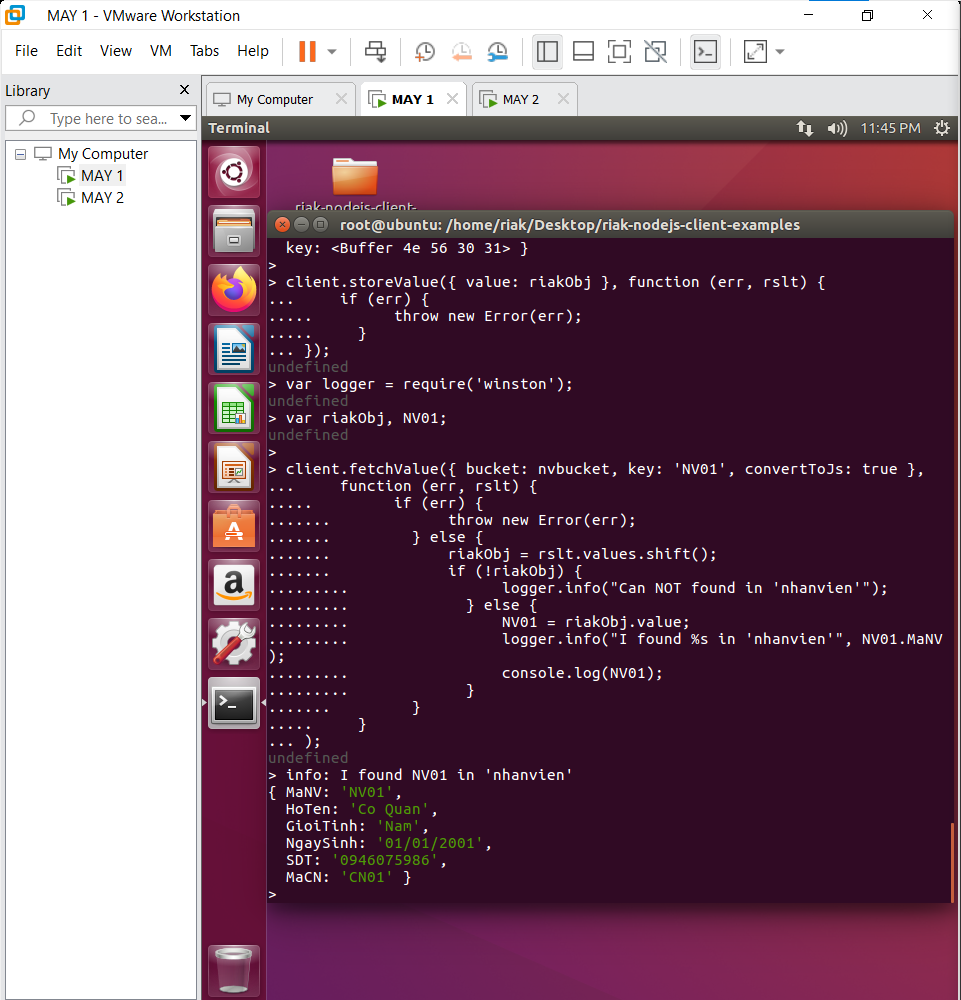 MAY 1 - VMware Workstation
File Edit View VM Tabs Help
Library
Type here to sea...
My Computer
MAY 1
MAY 2
My Computer MAY 1 MAY 2
Terminal 11:45 PM
riak-nodejs-client-
root@ubuntu: /home/riak/Desktop/riak-nodejs-client-examples
  key: <Buffer 4e 56 30 31> }
>
> client.storeValue({ value: riakObj }, function (err, rslt) {
...     if (err) {
.....         throw new Error(err);
.....     }
... });
undefined
> var logger = require('winston');
undefined
> var riakObj, NV01;
undefined
>
> client.fetchValue({ bucket: nvbucket, key: 'NV01', convertToJs: true },
...     function (err, rslt) {
.....         if (err) {
.......             throw new Error(err);
.......         } else {
.......             riakObj = rslt.values.shift();
.......             if (!riakObj) {
.........                 logger.info("Can NOT found in 'nhanvien'");
.........             } else {
.........                 NV01 = riakObj.value;
.........                 logger.info("I found %s in 'nhanvien'", NV01.MaNV
);
.........                 console.log(NV01);
.........             }
.......         }
.....     }
... );
undefined
> info: I found NV01 in 'nhanvien'
{ MaNV: 'NV01',
  HoTen: 'Co Quan',
  GioiTinh: 'Nam',
  NgaySinh: '01/01/2001',
  SDT: '0946075986',
  MaCN: 'CN01' }
>